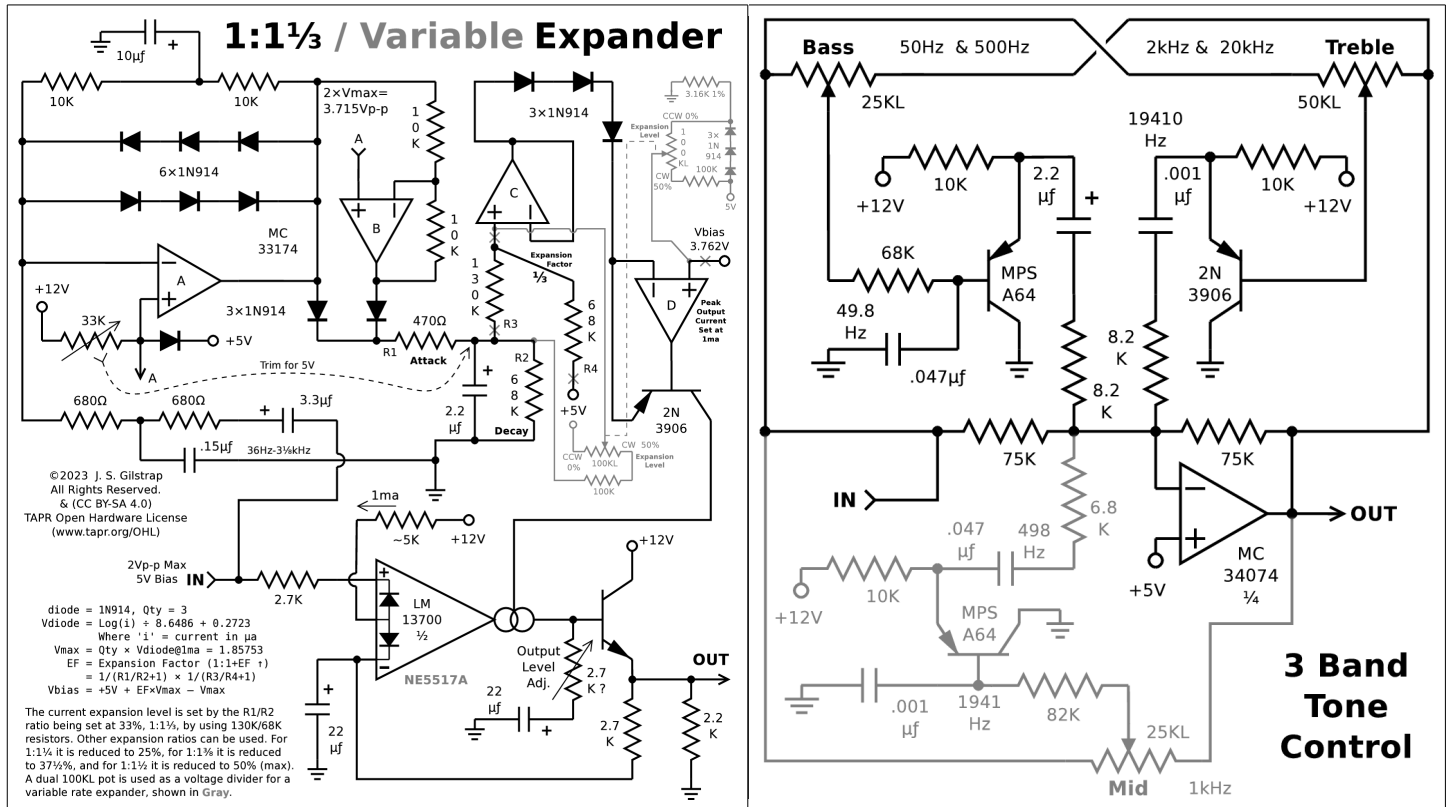 1:1⅓ / Variable Expander
10µf
+
10K
10K
2×Vmax=
3.715Vp-p
10K
A
6×1N914
MC
33174
B
+
10K
−
A
+
+12V
33K
3×1N914
+5V
A
Trim for 5V
R1
470Ω
Attack
3×1N914
C
+
Expansion
Factor
⅓
130K
R3
68K
R4
+5V
R2
68K
Decay
+
2.2
µf
3.16K 1%
CCW 0%
Expansion
Level
100KL
3×
1N
914
CW
50%
100K
5V
Vbias
3.762V
+
D
Peak
Output
Current
Set at
1ma
2N
3906
CCW
0%
CW 50%
100KL
Expansion
Level
100K
680Ω
680Ω
+
3.3µf
.15µf
36Hz-3⅛kHz
©2023 J. S. Gilstrap
All Rights Reserved.
& (CC BY-SA 4.0)
TAPR Open Hardware License
(www.tapr.org/OHL)
1ma
~5K
+12V
2Vp-p Max
5V Bias
IN
2.7K
+
LM
13700
½
−
NE5517A
+12V
Output
Level
Adj.
2.7
K ?
22
µf
+
OUT
2.7
K
2.2
K
+
22
µf
diode = 1N914, Qty = 3
Vdiode = Log(i) ÷ 8.6486 + 0.2723
Where 'i' = current in µa
Vmax = Qty × Vdiode@1ma = 1.85753
EF = Expansion Factor (1:1+EF ↑)
= 1/(R1/R2+1) × 1/(R3/R4+1)
Vbias = +5V + EF×Vmax – Vmax
The current expansion level is set by the R1/R2
ratio being set at 33%, 1:1⅓, by using 130K/68K
resistors. Other expansion ratios can be used. For
1:1¼ it is reduced to 25%, for 1:1⅜ it is reduced
to 37½%, and for 1:1½ it is reduced to 50% (max).
A dual 100KL pot is used as a voltage divider for a
variable rate expander, shown in Gray.
Bass
50Hz & 500Hz
2kHz & 20kHz
Treble
25KL
50KL
19410
Hz
+12V
10K
2.2
µf
+
.001
µf
10K
+12V
68K
MPS
A64
2N
3906
49.8
Hz
.047µf
8.2
K
8.2
K
75K
75K
IN
6.8
K
−
+
+5V
MC
34074
¼
OUT
.047
µf
498
Hz
+12V
10K
MPS
A64
.001
µf
1941
Hz
82K
25KL
Mid
1kHz
3 Band
Tone
Control